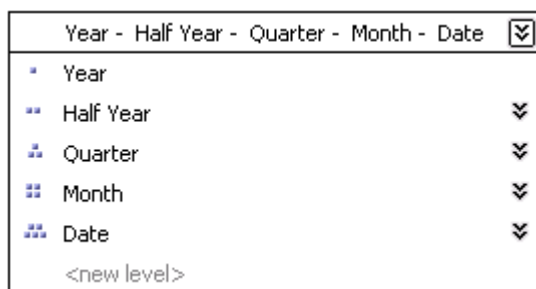 Year - Half Year - Quarter - Month - Date
Year
Half Year
Quarter
Month
Date
<new level>